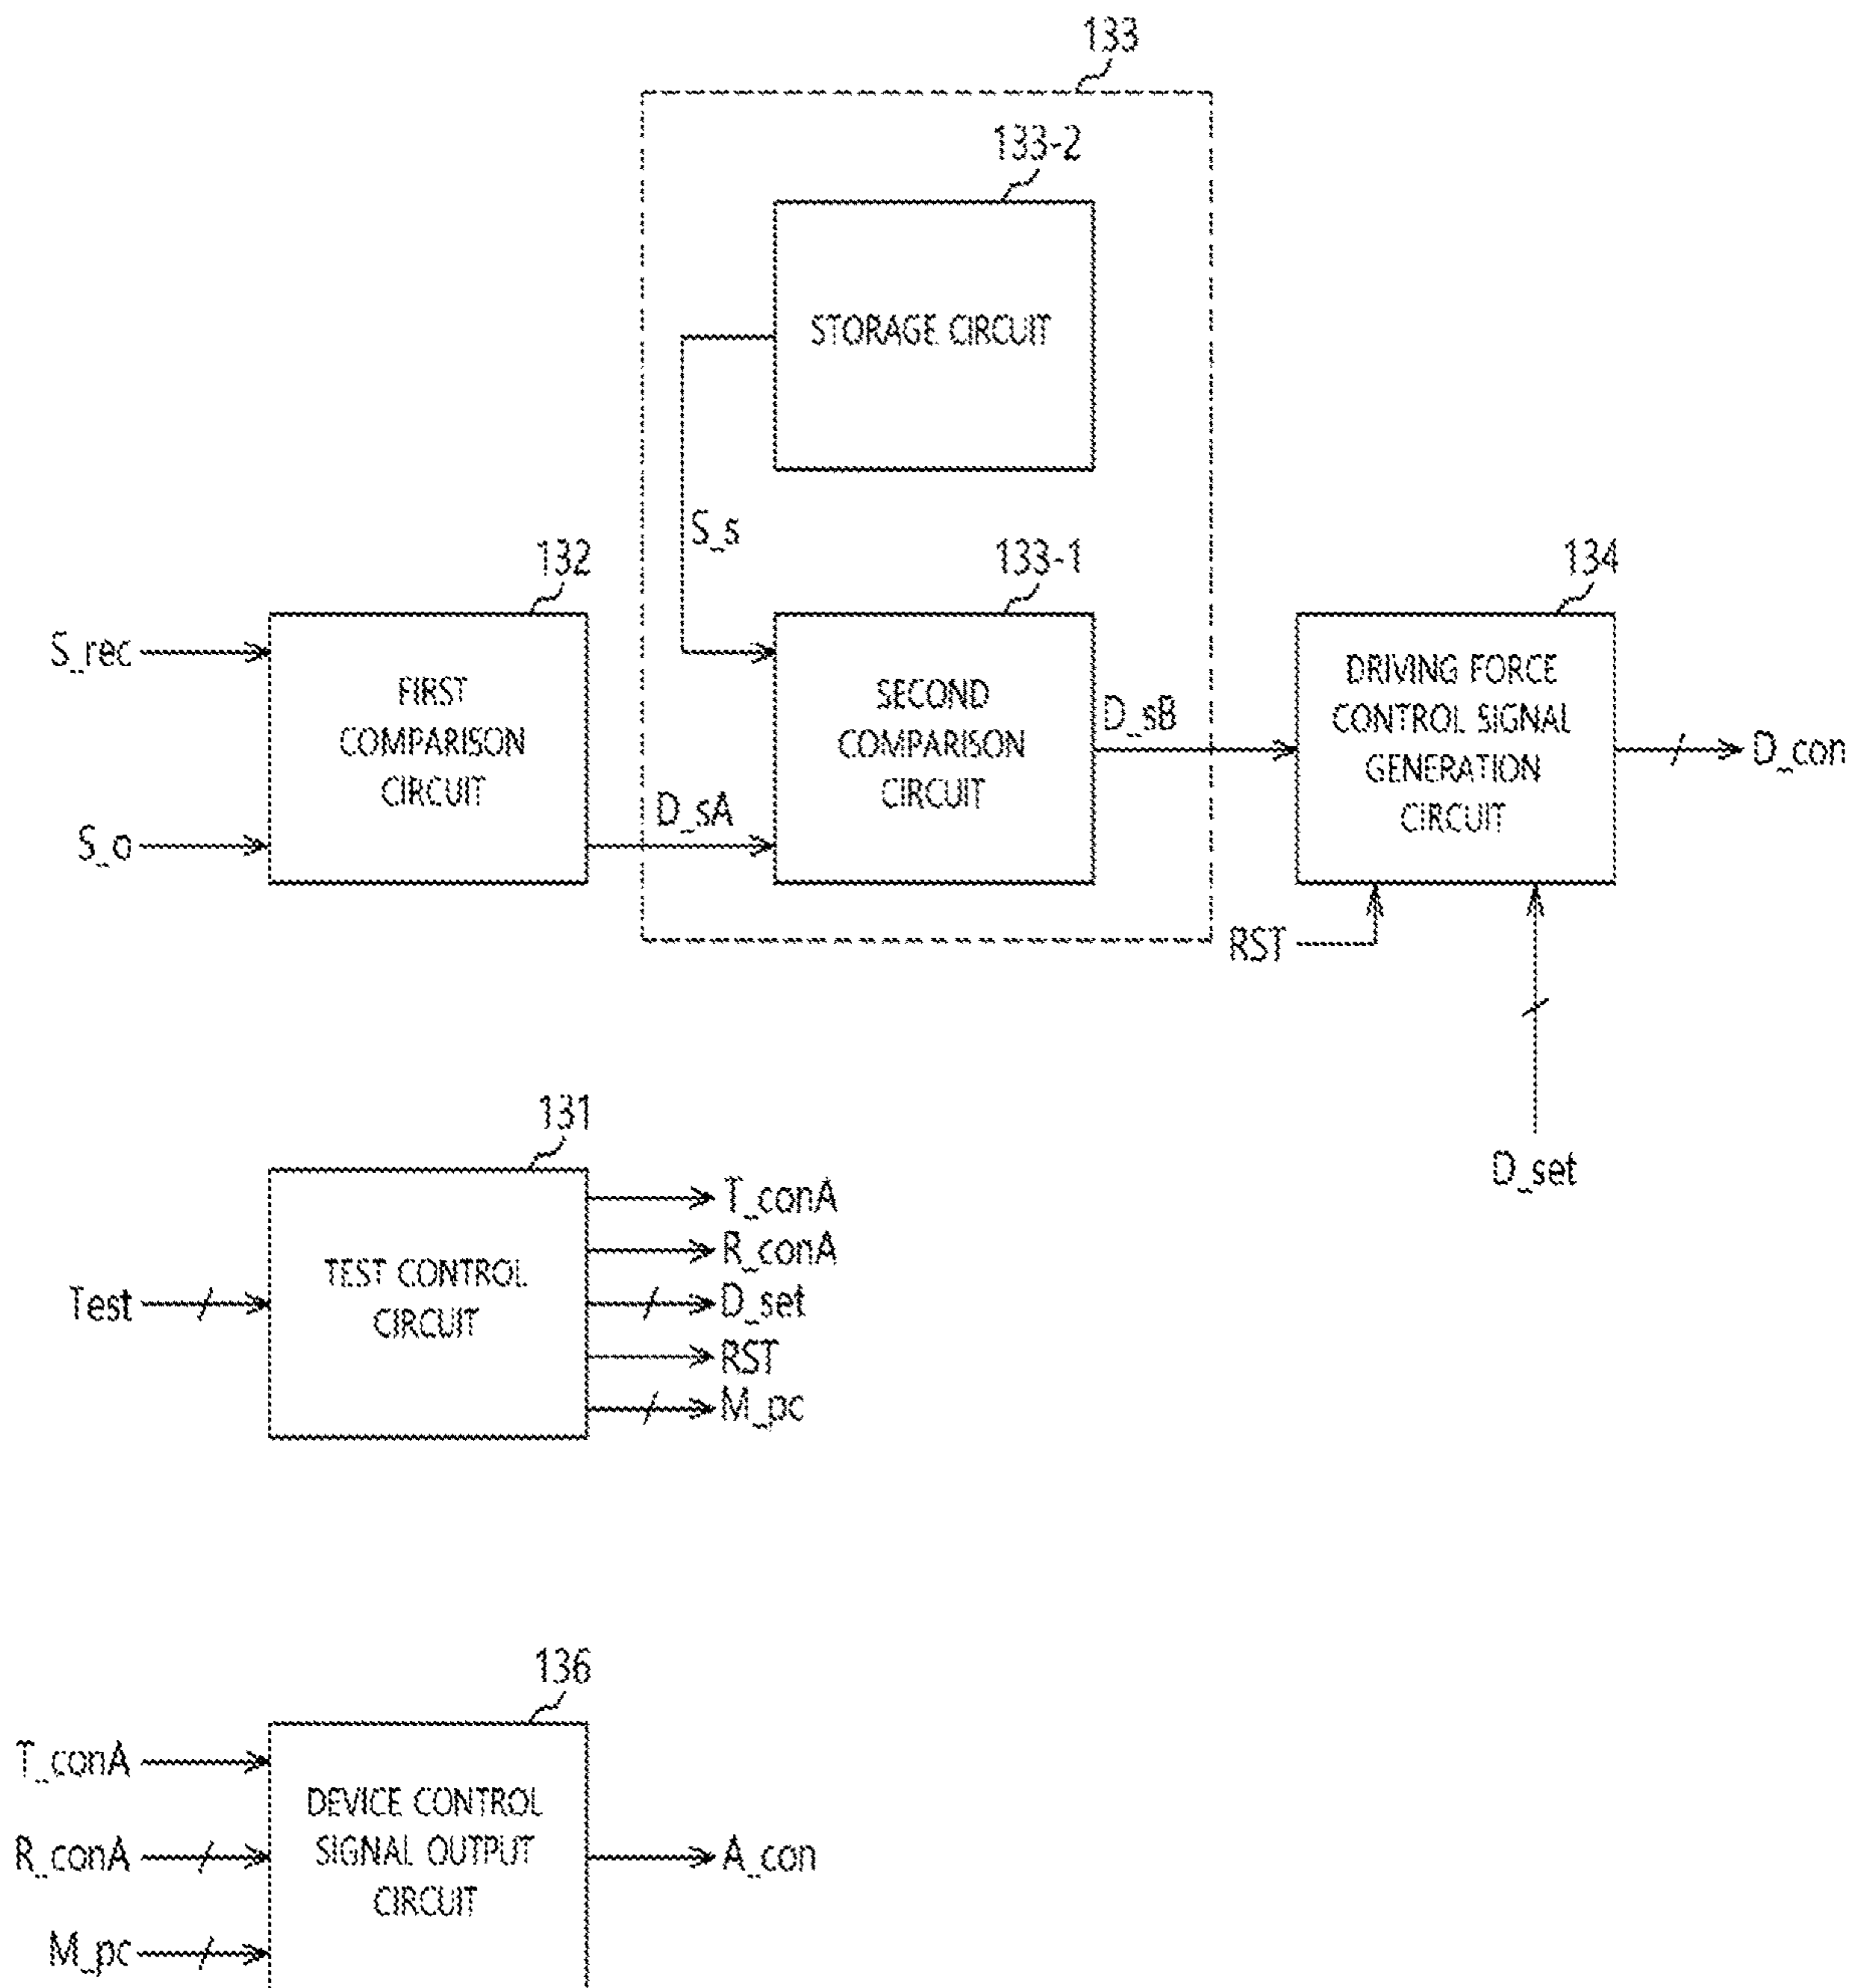 133
133-2
STORAGE CIRCUIT
S_s
132
133-1
134
S_rec
S_o
FIRST
COMPARISON
CIRCUIT
D_sA
SECOND
COMPARISON
CIRCUIT
D_sB
DRIVING FORCE
CONTROL SIGNAL
GENERATION
CIRCUIT
D_con
RST
D_set
131
Test
TEST CONTROL
CIRCUIT
T_conA
R_conA
D_set
RST
M_pc
136
T_conA
R_conA
M_pc
DEVICE CONTROL
SIGNAL OUTPUT
CIRCUIT
A_con